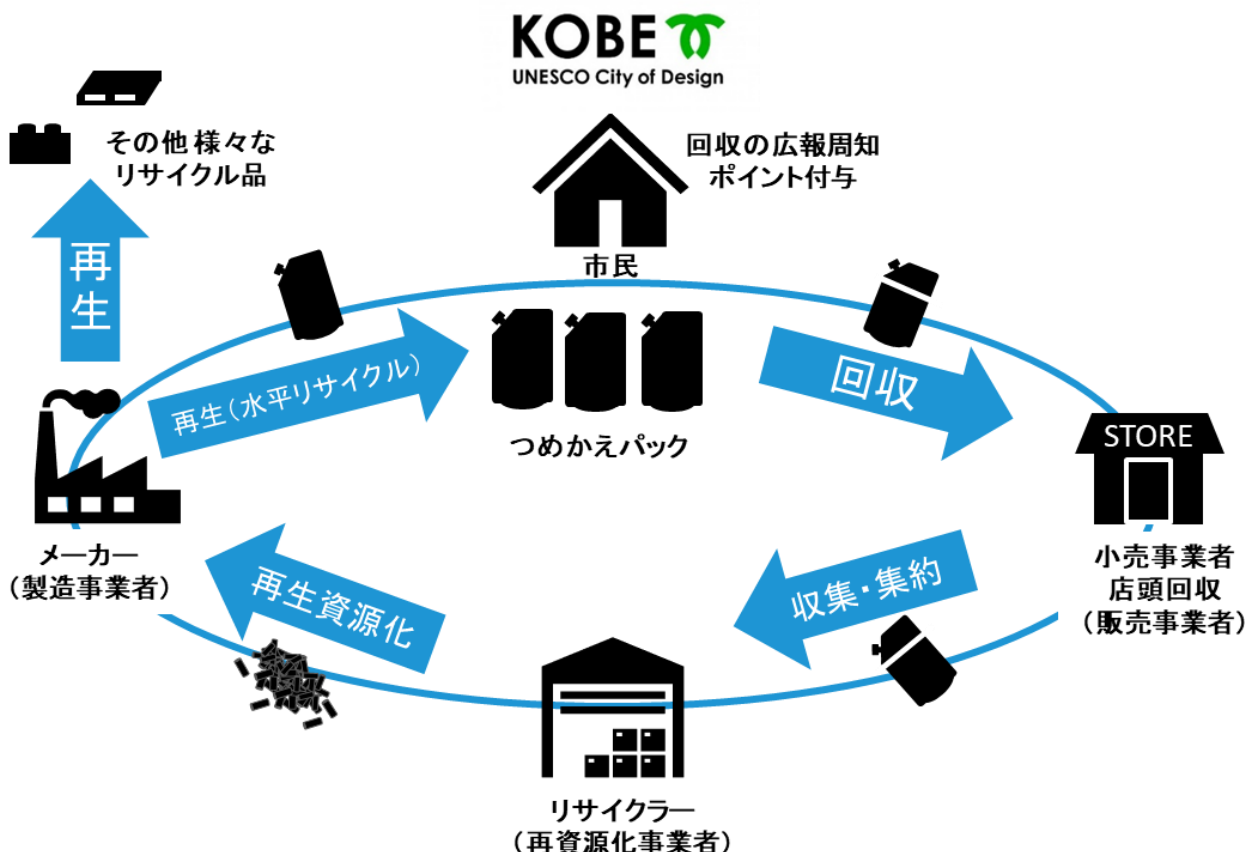 KOBE
UNESCO City of Design
その他様々な
リサイクル品
回収の広報周知
ポイント付与
再生
市民
再生(水平リサイクル)
回収
つめかえパック
STORE
メーカー
(製造事業者)
小売事業者
店頭回収
(販売事業者)
再生資源化
収集・集約
リサイクラー
(再資源化事業者)